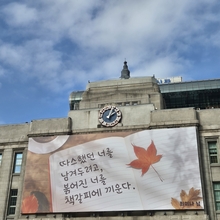 따스했던 너를
남겨두려고,
붉어진 너를
책갈피에 끼운다.